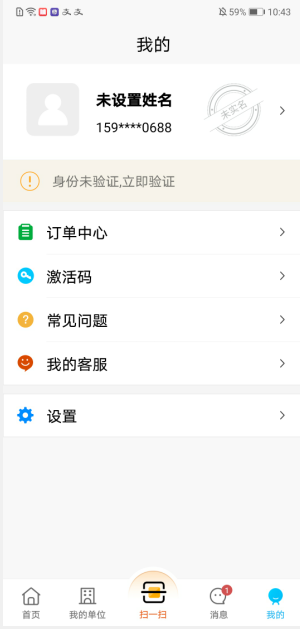 59% 10:43
我的
未设置姓名
未实名
159****0688
身份未验证,立即验证
订单中心
激活码
常见问题
我的客服
设置
1
首页 我的单位 扫一扫 消息 我的